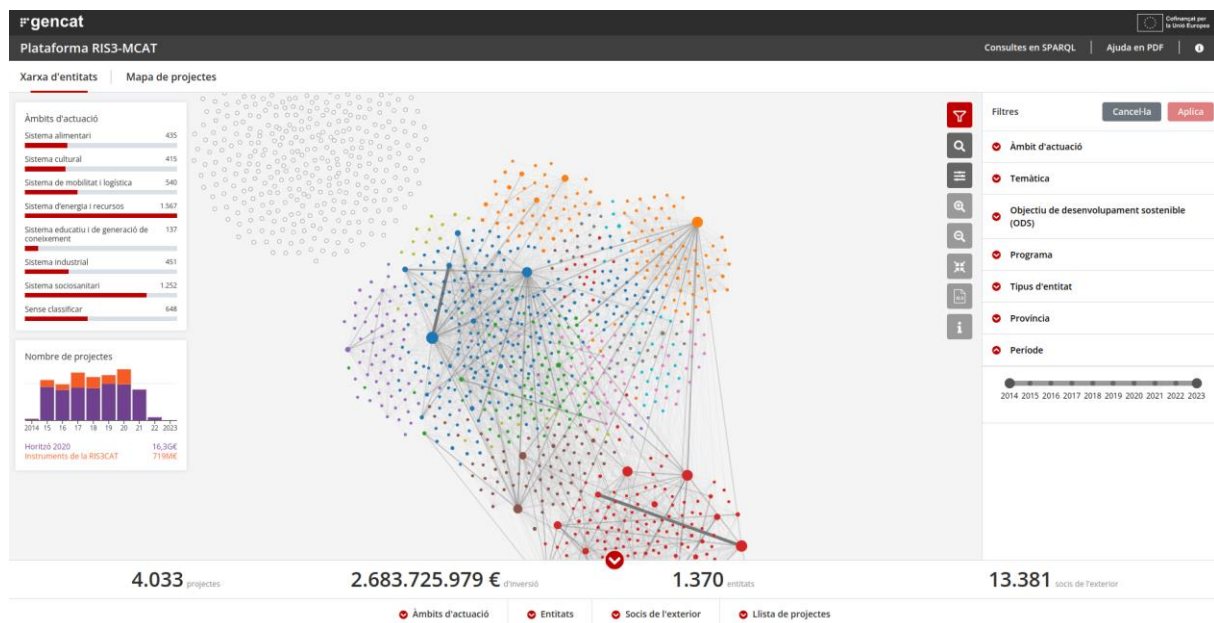 gencat
Cofinançat per
la Unió Europea
Plataforma RIS3-MCAT
Consultes en SPARQL
Ajuda en PDF
Xarxa d'entitats
Mapa de projectes
Àmbits d'actuació
Sistema alimentari 435
Sistema cultural 415
Sistema de mobilitat i logística 540
Sistema d'energia i recursos 1.567
Sistema educatiu i de generació de 137
coneixement
Sistema industrial 451
Sistema sociosanitari 1.252
Sense classificar 648
Nombre de projectes
2014 15 16 17 18 19 20 21 22 2023
Horitzó 2020 16,3G€
Instruments de la RIS3CAT 719M€
Filtres
Cancel·la
Aplica
Àmbit d'actuació
Temàtica
Objectiu de desenvolupament sostenible
(ODS)
Programa
Tipus d'entitat
Província
Període
2014 2015 2016 2017 2018 2019 2020 2021 2022 2023
4.033 projectes
2.683.725.979 € d'inversió
1.370 entitats
13.381 socis de l'exterior
Àmbits d'actuació
Entitats
Socis de l'exterior
Llista de projectes